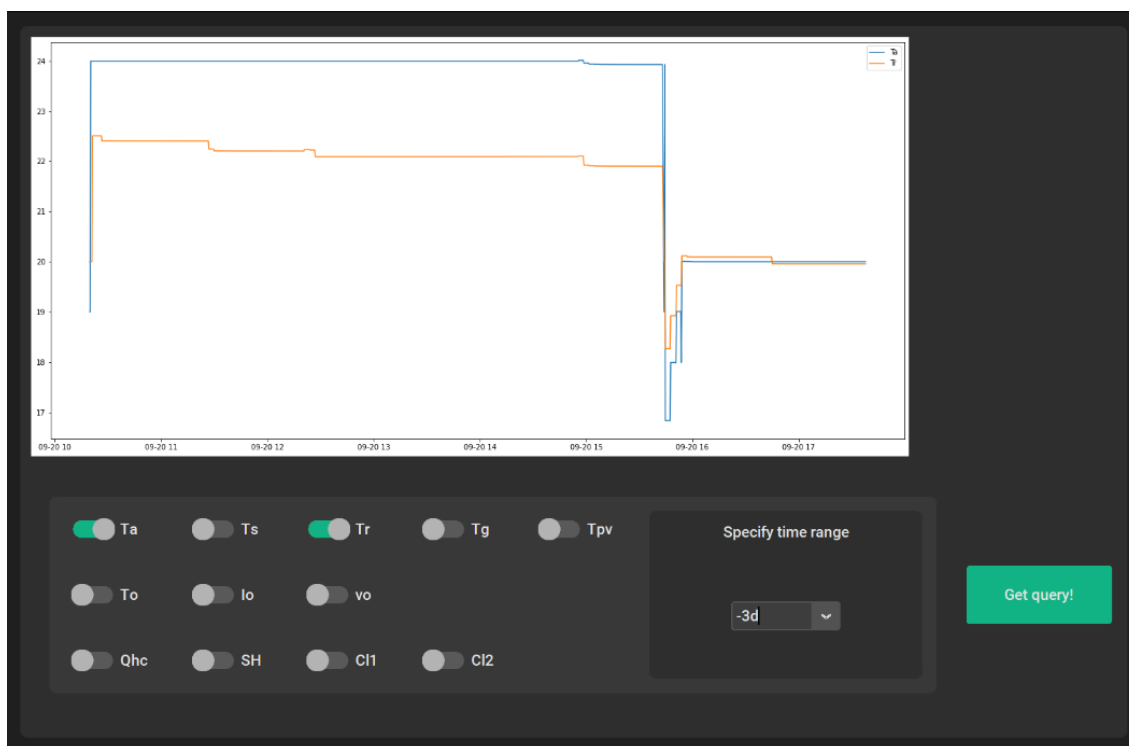 Ta
Tr
24
23
22
21
20
19
18
17
09-20 10 09-20 11 09-20 12 09-20 13 09-20 14 09-20 15 09-20 16 09-20 17
Ta Ts Tr Tg Tpv
To Io vo
Qhc SH Cl1 Cl2
Specify time range
-3d
Get query!